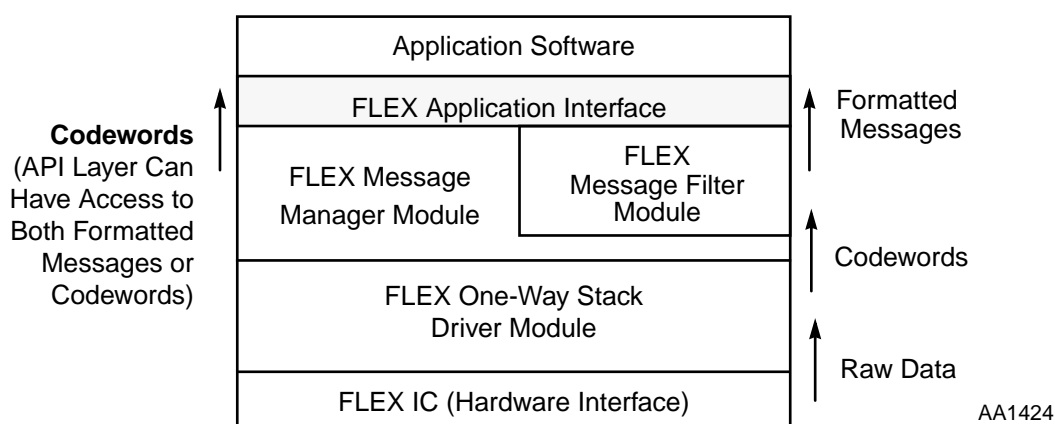 Application Software
FLEX Application Interface
Codewords
(API Layer Can
Have Access to
Both Formatted
Messages or
Codewords)
FLEX Message
Manager Module
FLEX
Message Filter
Module
Formatted
Messages
Codewords
FLEX One-Way Stack
Driver Module
Raw Data
FLEX IC (Hardware Interface)
AA1424